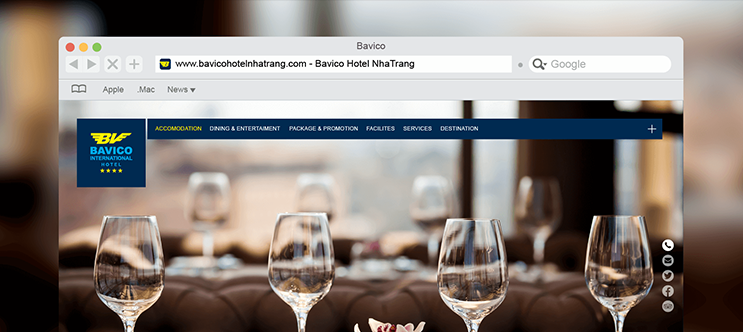 Bavico
www.bavicohotelnhatrang.com - Bavico Hotel NhaTrang
Google
Apple .Mac News
BV
BAVICO
INTERNATIONAL
HOTEL
ACCOMODATION DINING & ENTERTAIMENT PACKAGE & PROMOTION FACILITES SERVICES DESTINATION